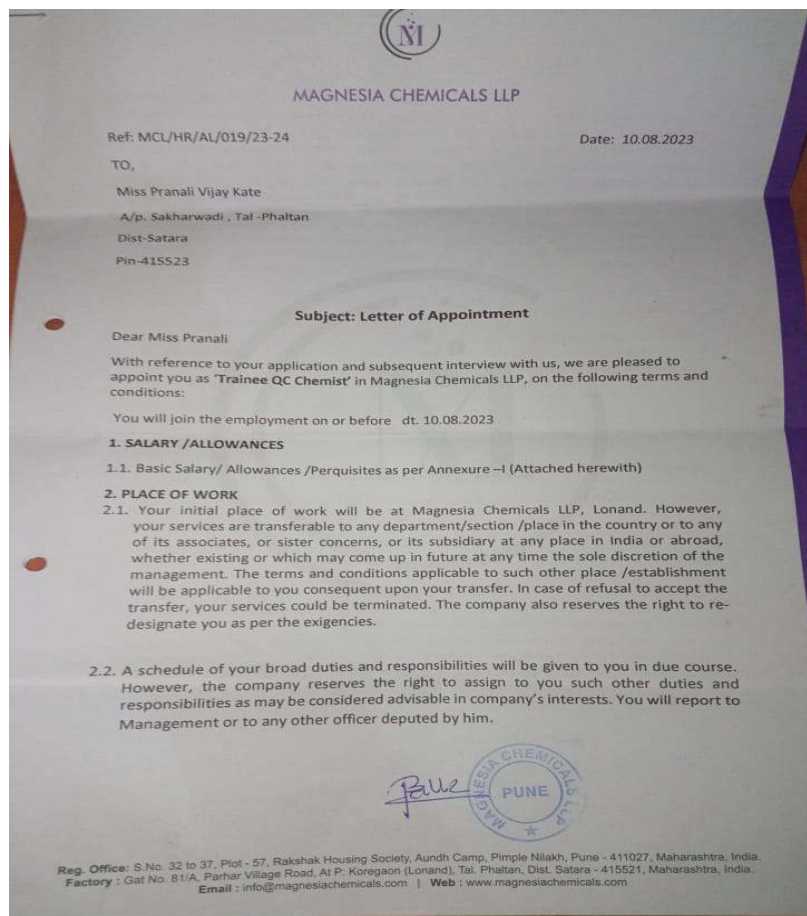 M
MAGNESIA CHEMICALS LLP
Ref: MCL/HR/AL/019/23-24
Date: 10.08.2023
TO,
Miss Pranali Vijay Kate
A/p. Sakharwadi , Tal -Phaltan
Dist-Satara
Pin-415523
Subject: Letter of Appointment
Dear Miss Pranali
With reference to your application and subsequent interview with us, we are pleased to
appoint you as 'Trainee QC Chemist' in Magnesia Chemicals LLP, on the following terms and
conditions:
You will join the employment on or before dt. 10.08.2023
1. SALARY /ALLOWANCES
1.1. Basic Salary/ Allowances /Perquisites as per Annexure –I (Attached herewith)
2. PLACE OF WORK
2.1. Your initial place of work will be at Magnesia Chemicals LLP, Lonand. However,
your services are transferable to any department/section /place in the country or to any
of its associates, or sister concerns, or its subsidiary at any place in India or abroad,
whether existing or which may come up in future at any time the sole discretion of the
management. The terms and conditions applicable to such other place /establishment
will be applicable to you consequent upon your transfer. In case of refusal to accept the
transfer, your services could be terminated. The company also reserves the right to re-
designate you as per the exigencies.
2.2. A schedule of your broad duties and responsibilities will be given to you in due course.
However, the company reserves the right to assign to you such other duties and
responsibilities as may be considered advisable in company's interests. You will report to
Management or to any other officer deputed by him.
MAGNESIA CHEMICALS LLP
PUNE
Reg. Office: S.No. 32 to 37, Plot - 57, Rakshak Housing Society, Aundh Camp, Pimple Nilakh, Pune - 411027, Maharashtra, India.
Factory : Gat No. 81/A, Parhar Village Road, At P: Koregaon (Lonand), Tal. Phaltan, Dist. Satara - 415521, Maharashtra, India.
Email : info@magnesiachemicals.com | Web : www.magnesiachemicals.com